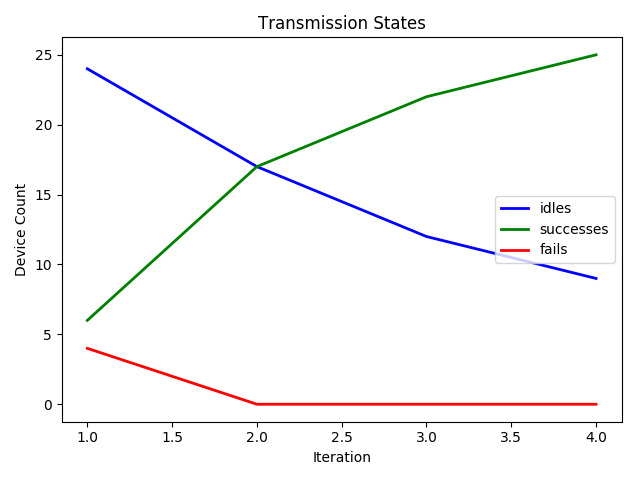 Transmission States
Device Count
25
20
15
10
5
0
idles
successes
fails
1.0 1.5 2.0 2.5 3.0 3.5 4.0
Iteration